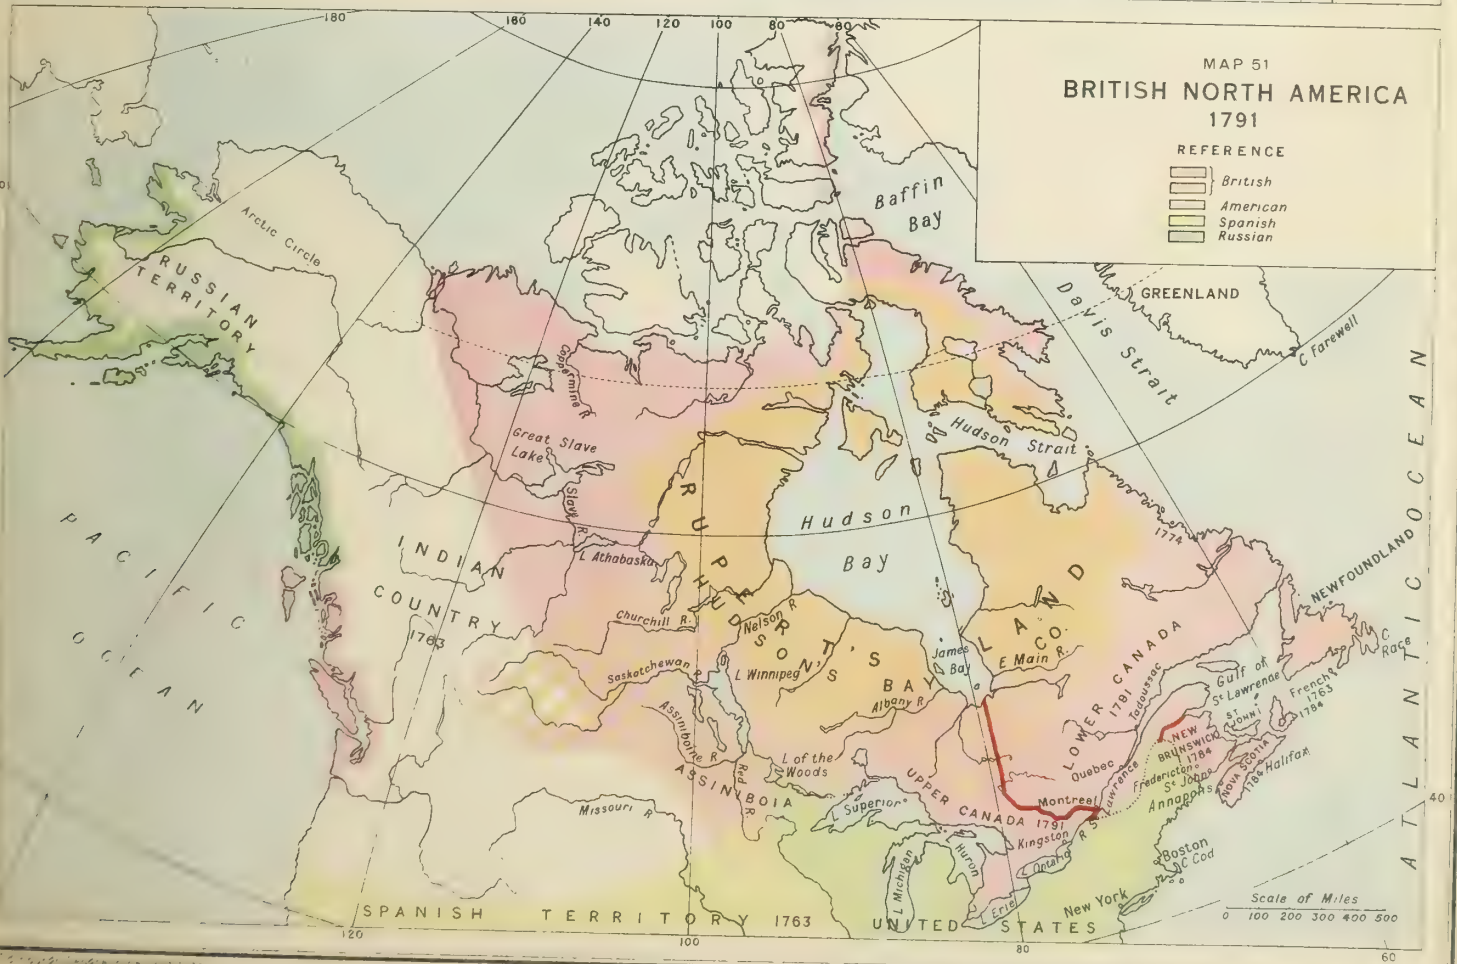 180
160
140
120
100
80
60
MAP 51
BRITISH NORTH AMERICA
1791
REFERENCE
British
American
Spanish
Russian
Baffin
Bay
Davis Strait
GREENLAND
C Farewell
Arctic Circle
RUSSIAN
TERRITORY
Coppermine R
Great Slave
Lake
Slave R.
L Athabaska
Hudson Strait
Hudson
Bay
RUPERT'S LAND
HUDSON'S BAY CO.
1774
PACIFIC
OCEAN
INDIAN
COUNTRY
1763
Churchill R.
Nelson R
Saskatchewan R
L Winnipeg
James
Bay
E Main R.
Albany R
Assiniboine R
Red R
ASSINIBOIA
L of the
Woods
LOWER CANADA
1791
Tadoussac
Gulf of
St Lawrence
NEWFOUNDLAND
C
Race
French
1763
1784
ST
JOHN I
NEW
BRUNSWICK
1784
Fredericton
St John
Annapolis
NOVA SCOTIA
1784
Halifax
Quebec
Lawrence
Montreal
UPPER CANADA 1791
Kingston
R S
L Ontario
L Superior
L Michigan
Huron
L Erie
Boston
C Cod
New York
Missouri R
SPANISH TERRITORY 1763
UNITED STATES
ATLANTIC OCEAN
Scale of Miles
0 100 200 300 400 500
40
120
100
80
60